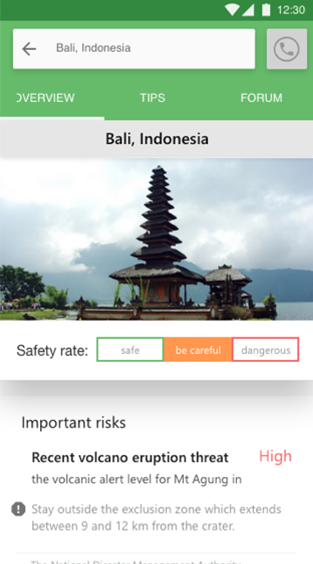 12:30
Bali, Indonesia
OVERVIEW TIPS FORUM
Bali, Indonesia
Safety rate: safe be careful dangerous
Important risks
Recent volcano eruption threat High
the volcanic alert level for Mt Agung in
Stay outside the exclusion zone which extends
between 9 and 12 km from the crater.